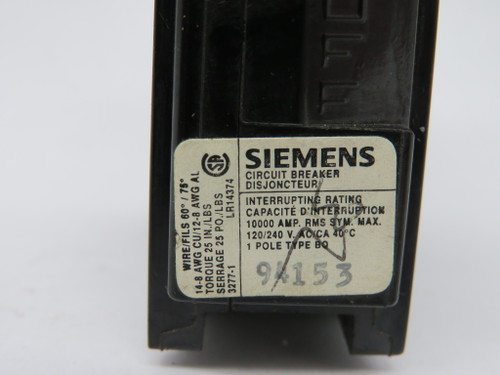 OFF
SIEMENS
CIRCUIT BREAKER
DISJONCTEUR
INTERRUPTING RATING
CAPACITÉ D'INTERRUPTION
10000 AMP. RMS SYM. MAX.
120/240 V. AC/CA 40°C
1 POLE TYPE BQ
94153
WIRE/FILS 60° / 75°
14-8 AWG CU/12-8 AWG AL
TORQUE 25 IN./LBS
SERRAGE 25 PO./LBS
3277-1
LR14374